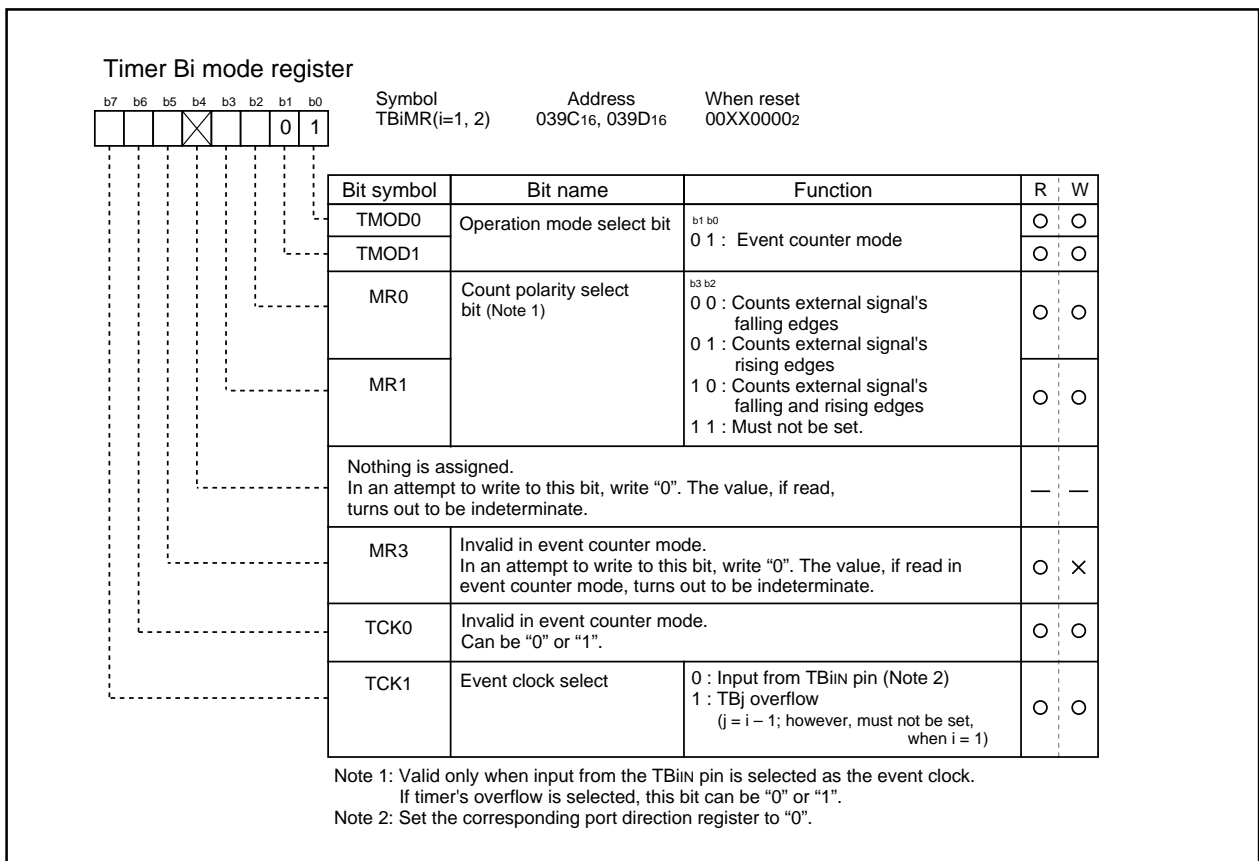 Timer Bi mode register
b7 b6 b5 b4 b3 b2 b1 b0
0 1
Symbol Address When reset
TBiMR(i=1, 2) 039C16, 039D16 00XX00002
Bit symbol Bit name Function R W
TMOD0 Operation mode select bit b1 b0
0 1 : Event counter mode
TMOD1
MR0 Count polarity select
bit (Note 1)
b3 b2
0 0 : Counts external signal's
falling edges
0 1 : Counts external signal's
rising edges
MR1
1 0 : Counts external signal's
falling and rising edges
1 1 : Must not be set.
Nothing is assigned.
In an attempt to write to this bit, write “0”. The value, if read,
turns out to be indeterminate.
MR3 Invalid in event counter mode.
In an attempt to write to this bit, write “0”. The value, if read in
event counter mode, turns out to be indeterminate.
TCK0 Invalid in event counter mode.
Can be “0” or “1”.
TCK1 Event clock select 0 : Input from TBiIN pin (Note 2)
1 : TBj overflow
(j = i – 1; however, must not be set,
when i = 1)
Note 1: Valid only when input from the TBiIN pin is selected as the event clock.
If timer's overflow is selected, this bit can be “0” or “1”.
Note 2: Set the corresponding port direction register to “0”.